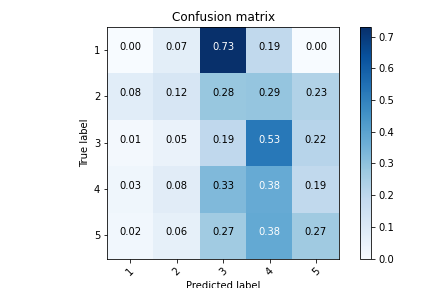 Confusion matrix
True label
1 0.00 0.07 0.73 0.19 0.00
2 0.08 0.12 0.28 0.29 0.23
3 0.01 0.05 0.19 0.53 0.22
4 0.03 0.08 0.33 0.38 0.19
5 0.02 0.06 0.27 0.38 0.27
1 2 3 4 5
Predicted label
0.7
0.6
0.5
0.4
0.3
0.2
0.1
0.0